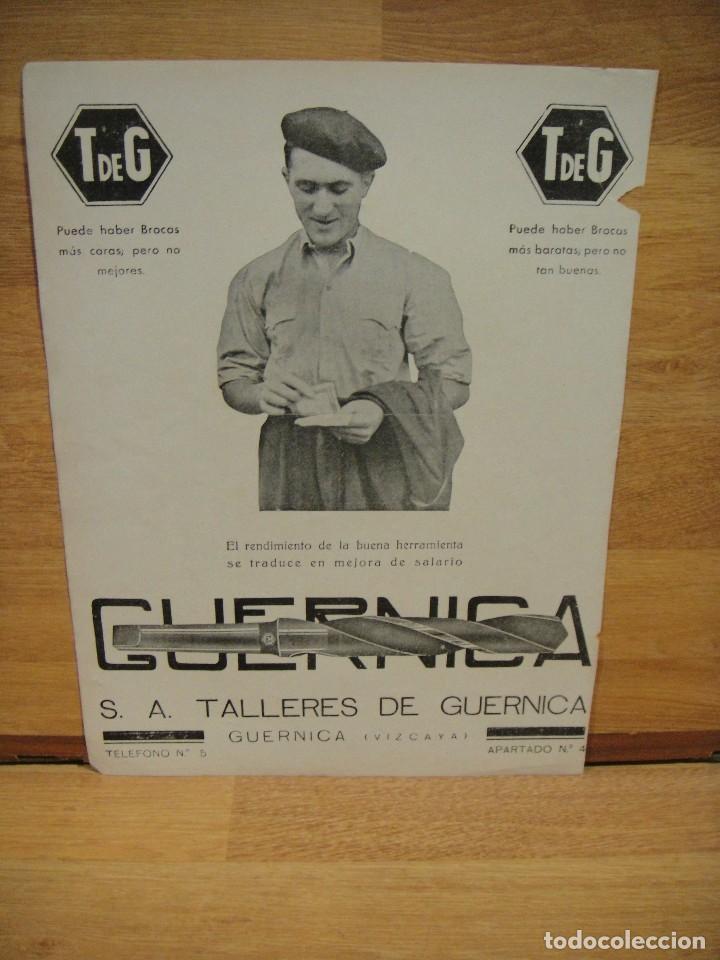 TDEG
Puede haber Brocas
más caras, pero no
mejores.
TDEG
Puede haber Brocas
más baratas, pero no
tan buenas.
El rendimiento de la buena herramienta
se traduce en mejora de salario
GUERNICA
S. A. TALLERES DE GUERNICA
GUERNICA (VIZCAYA)
TELEFONO N.º 5
APARTADO N.º 4
todocoleccion
todocoleccion.net